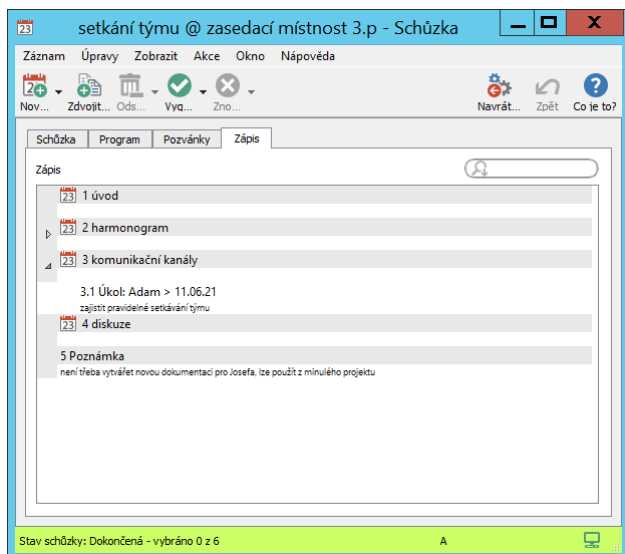 23 setkání týmu @ zasedací místnost 3.p - Schůzka
Záznam Úpravy Zobrazit Akce Okno Nápověda
Nov... Zdvojit... Ods... Vyq... Zno... Navrát... Zpět Co je to?
Schůzka Program Pozvánky Zápis
Zápis
23 1 úvod
23 2 harmonogram
23 3 komunikační kanály
3.1 Úkol: Adam > 11.06.21
zajistit pravidelné setkávání týmu
23 4 diskuze
5 Poznámka
není třeba vytvářet novou dokumentaci pro Josefa, lze použít z minulého projektu
Stav schůzky: Dokončená - vybráno 0 z 6 A